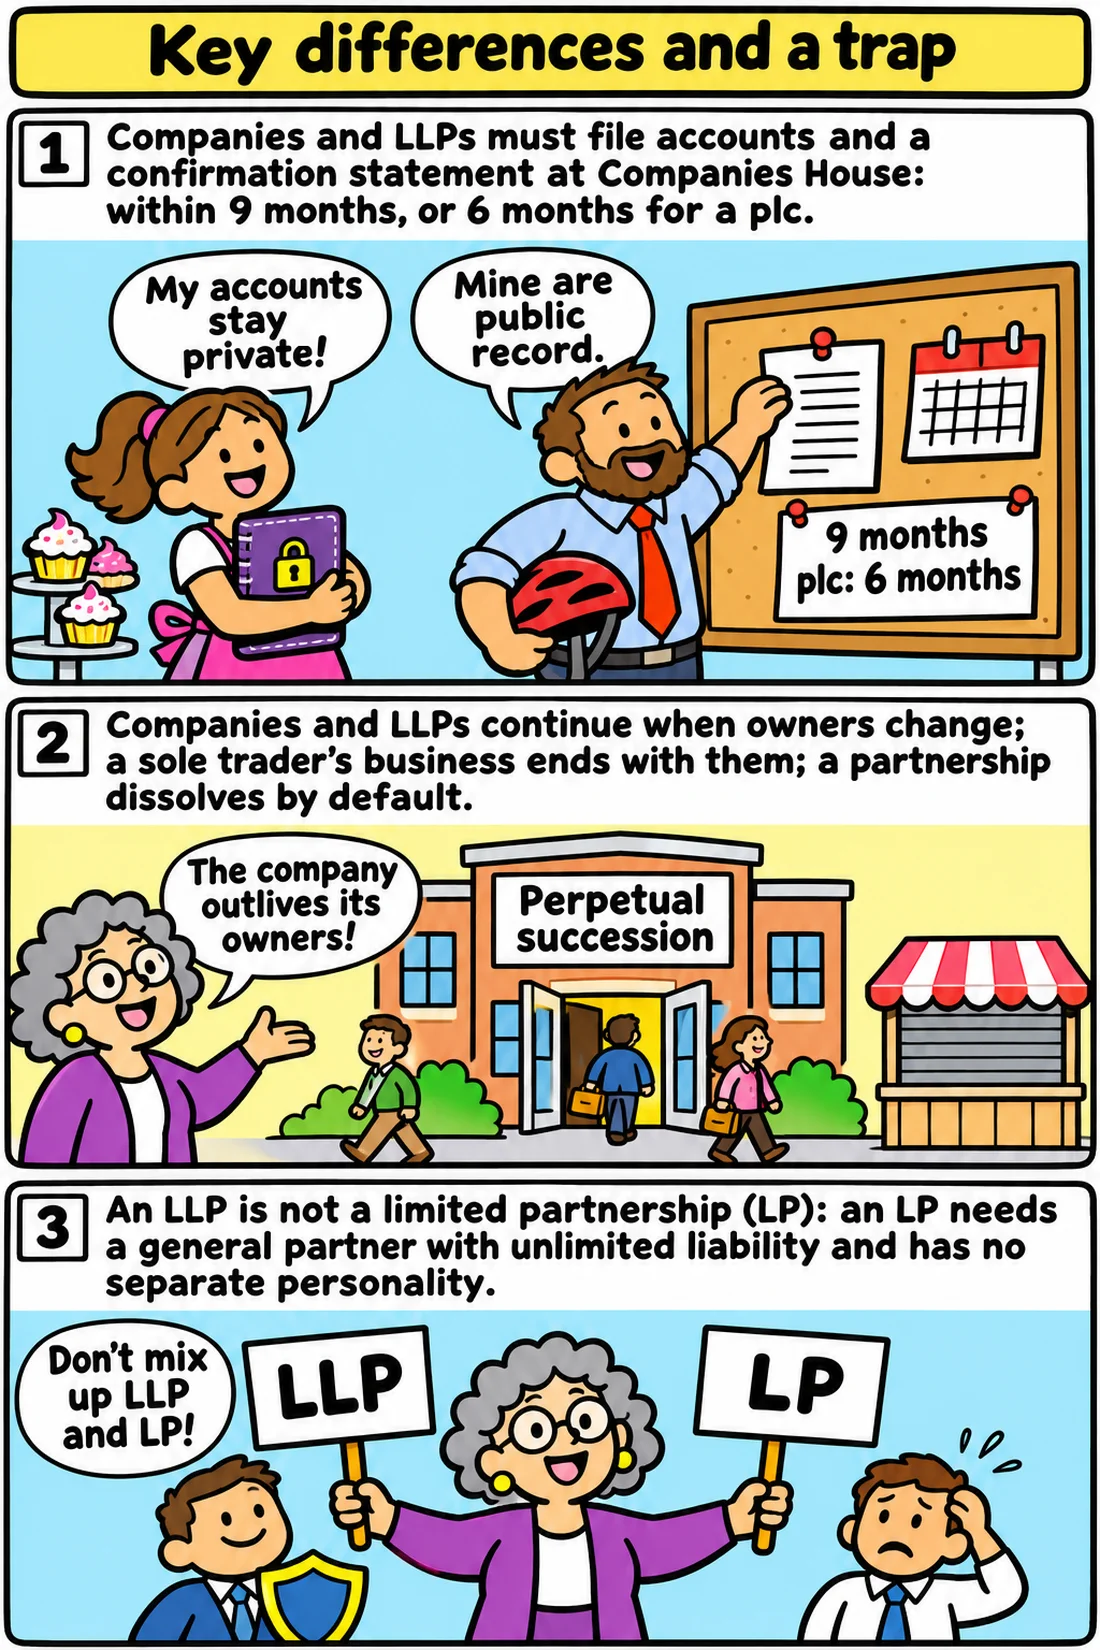 Key differences and a trap
1
Companies and LLPs must file accounts and a
confirmation statement at Companies House:
within 9 months, or 6 months for a plc.
My accounts
stay
private!
Mine are
public
record.
9 months
plc: 6 months
2
Companies and LLPs continue when owners change;
a sole trader's business ends with them; a partnership
dissolves by default.
The company
outlives its
owners!
Perpetual
succession
3
An LLP is not a limited partnership (LP): an LP needs
a general partner with unlimited liability and has no
separate personality.
Don't mix
up LLP
and LP!
LLP
LP